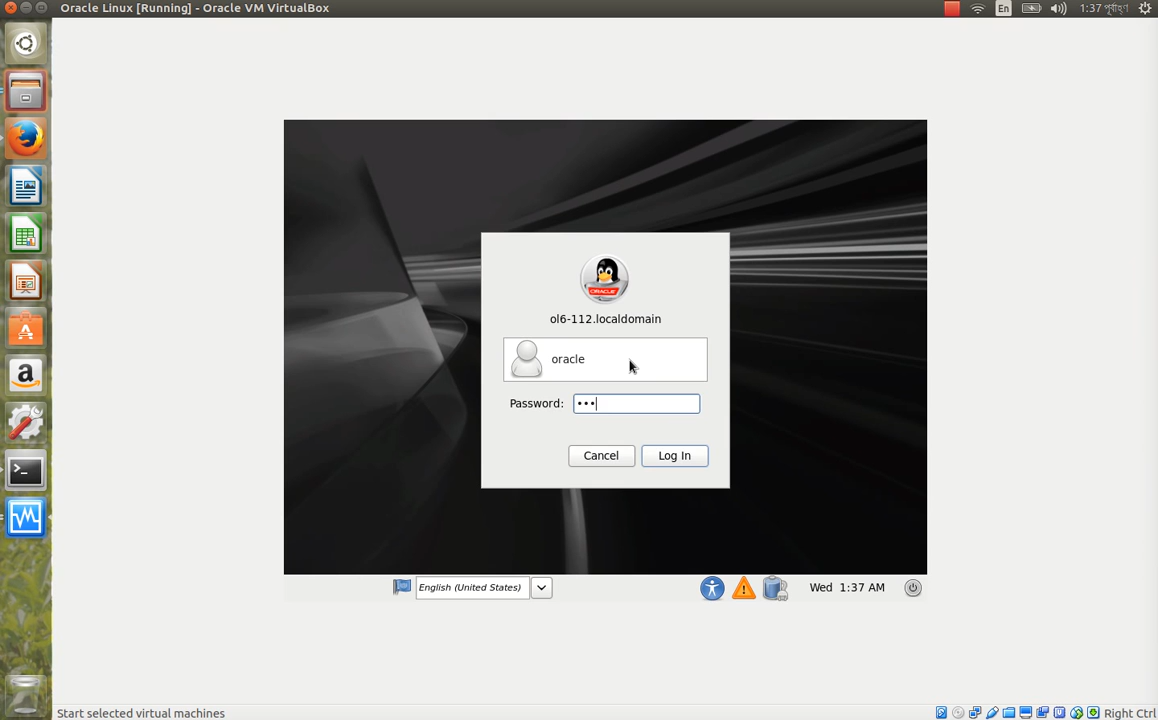 Oracle Linux [Running] - Oracle VM VirtualBox
En
1:37 পূর্বাহ্ণ
ORACLE
ol6-112.localdomain
oracle
Password: •••
Cancel
Log In
English (United States)
Wed 1:37 AM
Start selected virtual machines
Right Ctrl